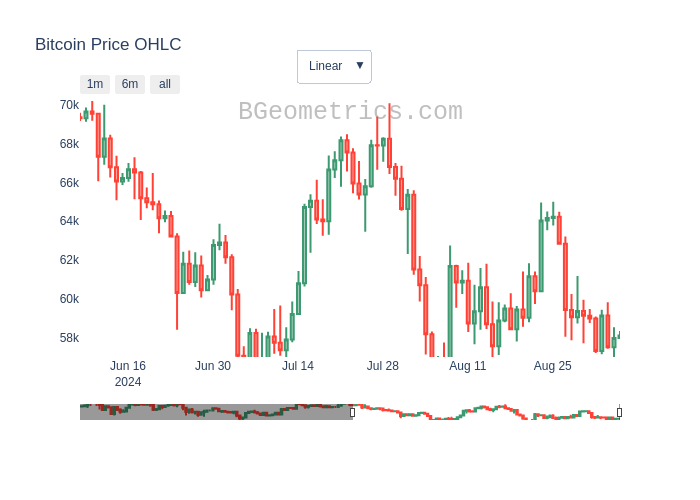 Bitcoin Price OHLC
Linear ▼
1m 6m all
BGeometrics.com
70k
68k
66k
64k
62k
60k
58k
Jun 16 Jun 30 Jul 14 Jul 28 Aug 11 Aug 25
2024